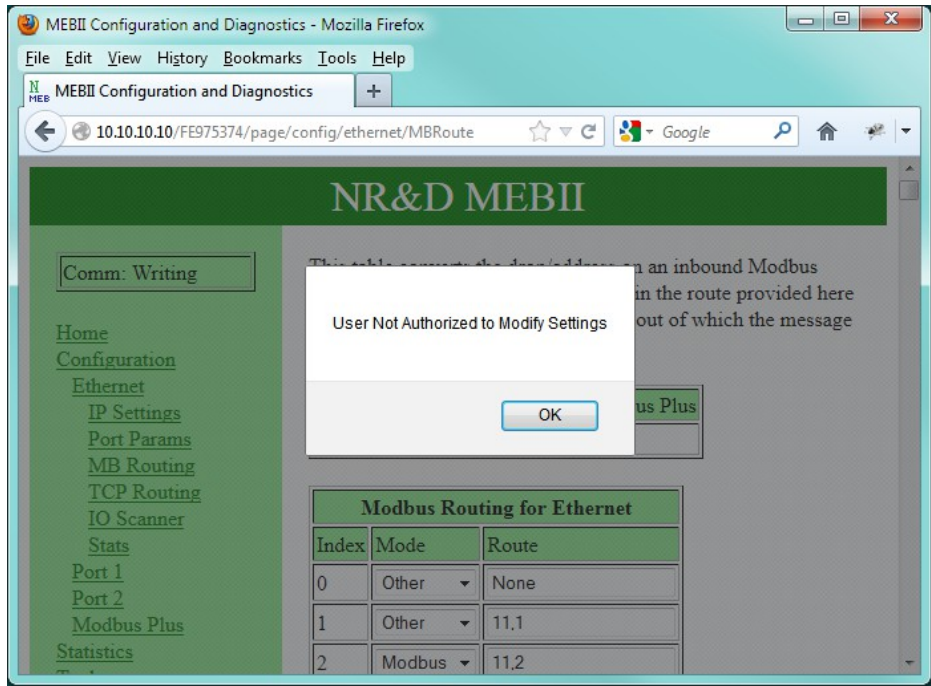 MEBII Configuration and Diagnostics - Mozilla Firefox
File Edit View History Bookmarks Tools Help
N MEB MEBII Configuration and Diagnostics +
10.10.10.10/FE975374/page/config/ethernet/MBRoute Google
NR&D MEBII
Comm: Writing
Home
Configuration
Ethernet
IP Settings
Port Params
MB Routing
TCP Routing
IO Scanner
Stats
Port 1
Port 2
Modbus Plus
Statistics
This table converts the drop/address on an inbound Modbus
in the route provided here
out of which the message
User Not Authorized to Modify Settings
OK
us Plus
Modbus Routing for Ethernet
Index Mode Route
0 Other None
1 Other 11,1
2 Modbus 11,2